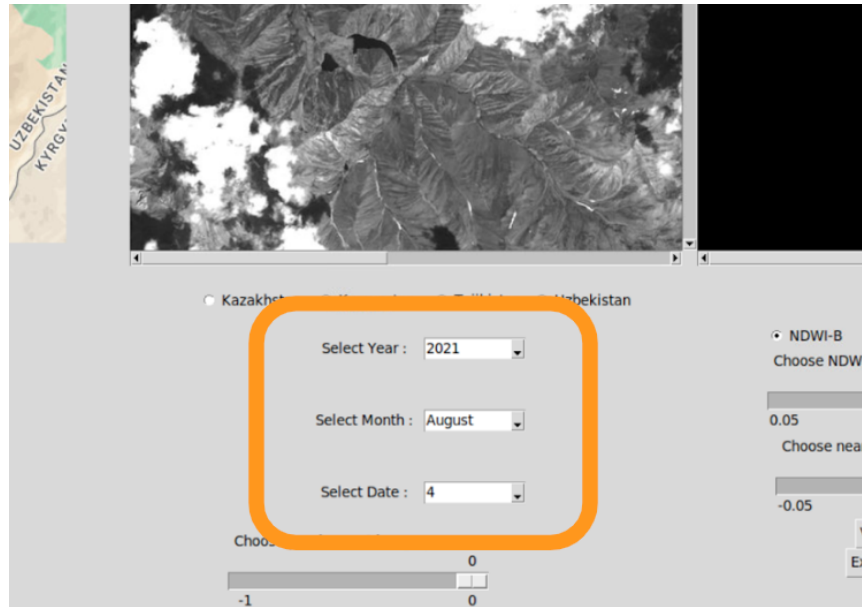 UZBEKISTAN
KYRGY
Kazakhst
Uzbekistan
NDWI-B
Select Year : 2021
Choose NDW
0.05
Select Month : August
Choose nea
Select Date : 4
-0.05
Choos
0
Ex
-1 0